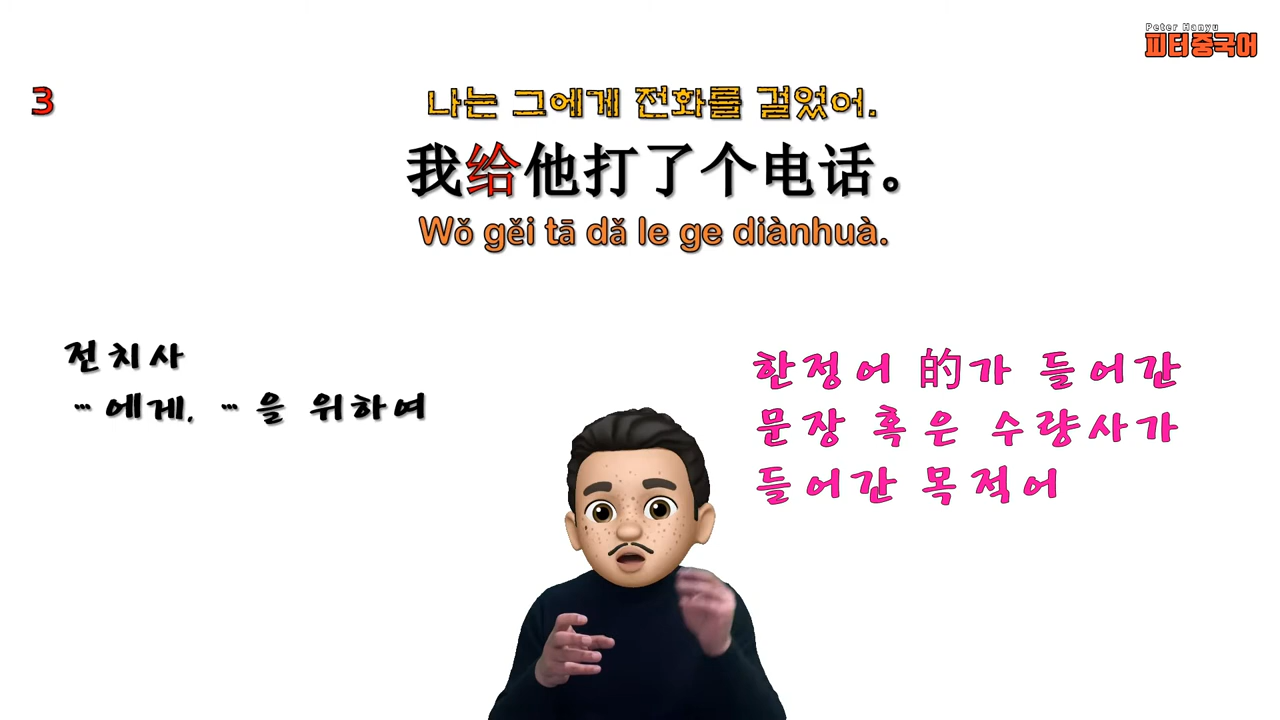 Peter Hanyu
피터중국어
3
나는 그에게 전화를 걸었어.
我给他打了个电话。
Wǒ gěi tā dǎ le ge diànhuà.
전치사
…에게, …을 위하여
한정어 的가 들어간
문장 혹은 수량사가
들어간 목적어